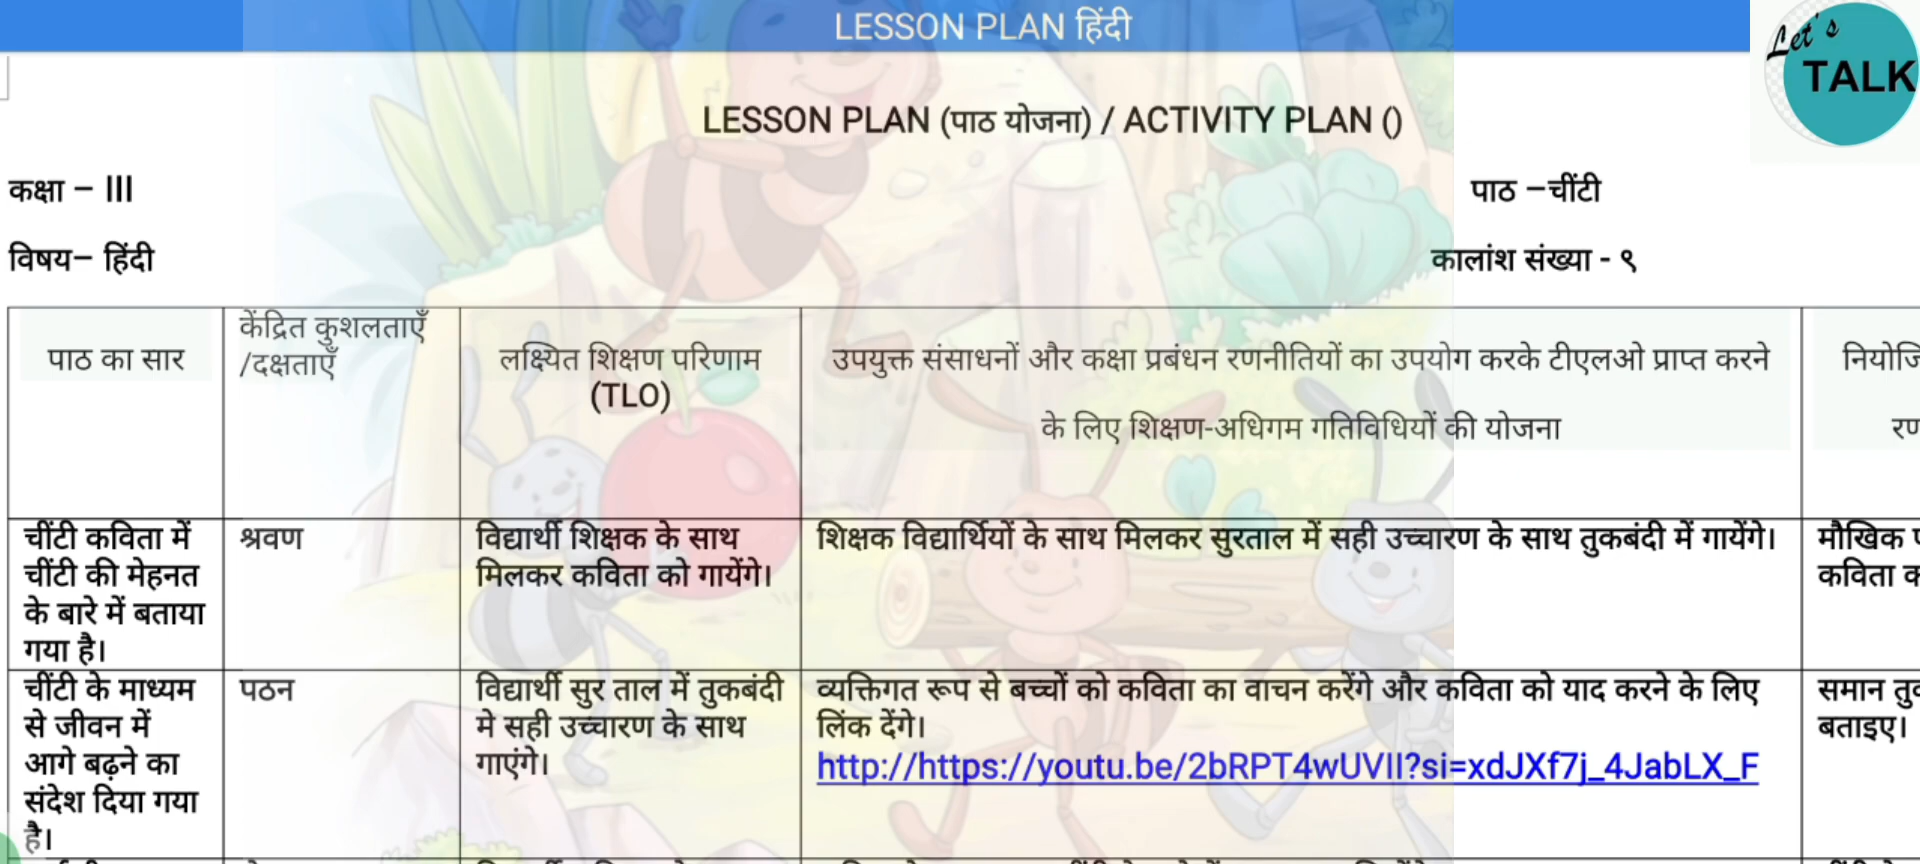 LESSON PLAN हिंदी
Let's
TALK
LESSON PLAN (पाठ योजना) / ACTIVITY PLAN ()
कक्षा – III
पाठ –चींटी
विषय– हिंदी
कालांश संख्या - ९
पाठ का सार
केंद्रित कुशलताएँ
/दक्षताएँ
लक्ष्यित शिक्षण परिणाम
(TLO)
उपयुक्त संसाधनों और कक्षा प्रबंधन रणनीतियों का उपयोग करके टीएलओ प्राप्त करने
के लिए शिक्षण-अधिगम गतिविधियों की योजना
चींटी कविता में
चींटी की मेहनत
के बारे में बताया
गया है।
श्रवण
विद्यार्थी शिक्षक के साथ
मिलकर कविता को गायेंगे।
शिक्षक विद्यार्थियों के साथ मिलकर सुरताल में सही उच्चारण के साथ तुकबंदी में गायेंगे।
मौखिक
कविता
चींटी के माध्यम
से जीवन में
आगे बढ़ने का
संदेश दिया गया
है।
पठन
विद्यार्थी सुर ताल में तुकबंदी
मे सही उच्चारण के साथ
गाएंगे।
व्यक्तिगत रूप से बच्चों को कविता का वाचन करेंगे और कविता को याद करने के लिए
लिंक देंगे।
http://https://youtu.be/2bRPT4wUVII?si=xdJXf7j_4JabLX_F
समान
बताइए।